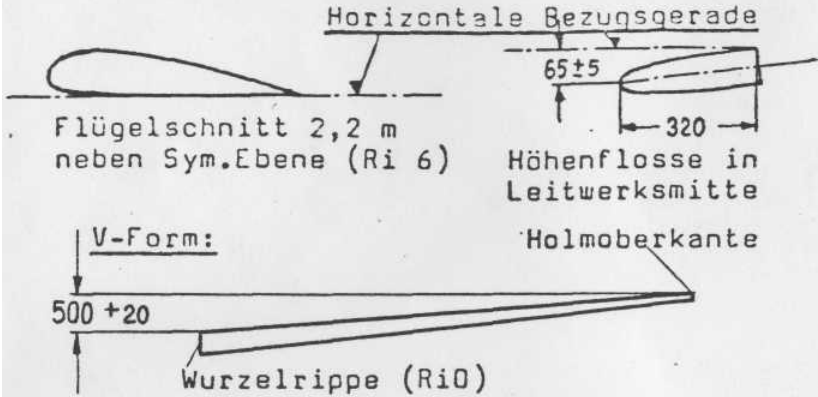 Horizontale Bezugsgerade
65±5
320
Flügelschnitt 2,2 m
neben Sym.Ebene (Ri 6)
Höhenflosse in
Leitwerksmitte
V-Form:
Holmoberkante
500 +20
Wurzelrippe (Ri0)